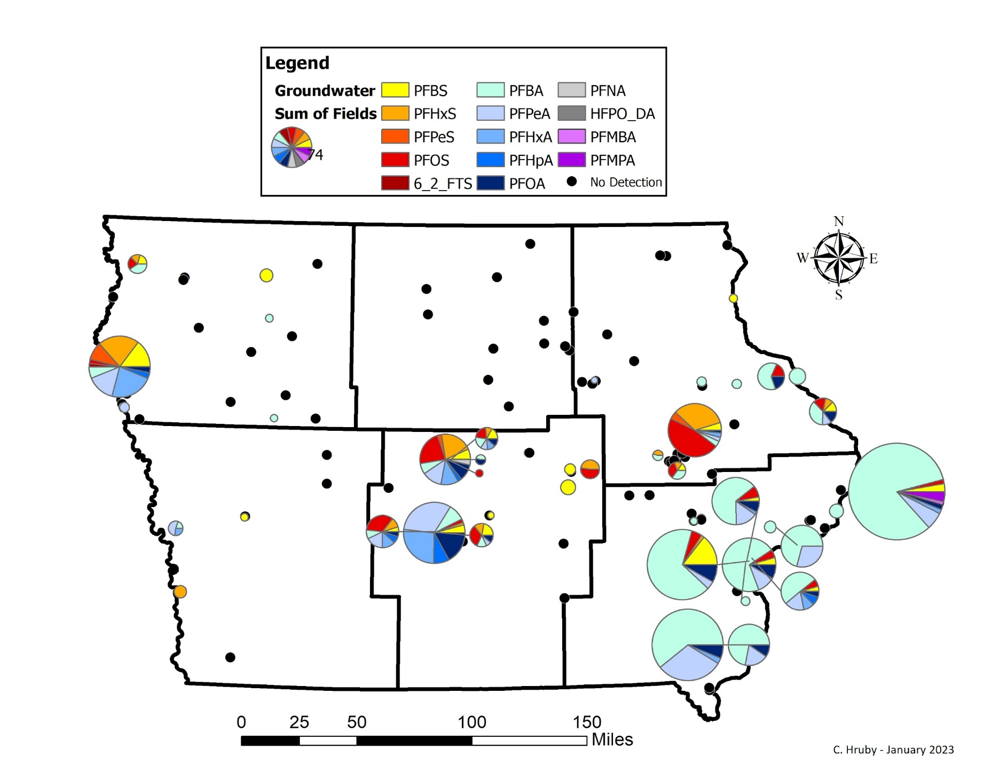 Legend
Groundwater PFBS PFBA PFNA
Sum of Fields PFHxS PFPeA HFPO_DA
PFPeS PFHxA PFMBA
74
PFOS PFHpA PFMPA
6_2_FTS PFOA No Detection
N
W E
S
0 25 50 100 150
Miles
C. Hruby - January 2023